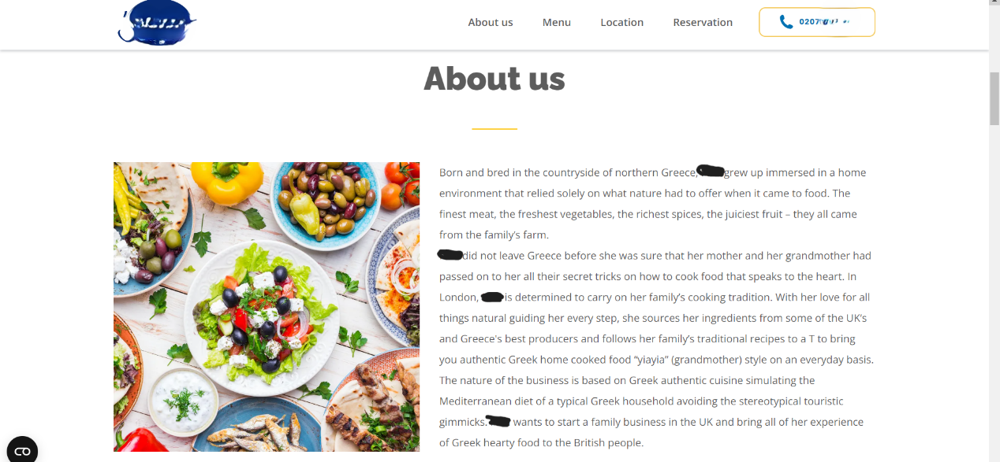 About us
Menu
Location
Reservation
0207
About us
Born and bred in the countryside of northern Greece, grew up immersed in a home
environment that relied solely on what nature had to offer when it came to food. The
finest meat, the freshest vegetables, the richest spices, the juiciest fruit – they all came
from the family's farm.
did not leave Greece before she was sure that her mother and her grandmother had
passed on to her all their secret tricks on how to cook food that speaks to the heart. In
London, is determined to carry on her family's cooking tradition. With her love for all
things natural guiding her every step, she sources her ingredients from some of the UK's
and Greece's best producers and follows her family's traditional recipes to a T to bring
you authentic Greek home cooked food “yiayia” (grandmother) style on an everyday basis.
The nature of the business is based on Greek authentic cuisine simulating the
Mediterranean diet of a typical Greek household avoiding the stereotypical touristic
gimmicks. wants to start a family business in the UK and bring all of her experience
of Greek hearty food to the British people.